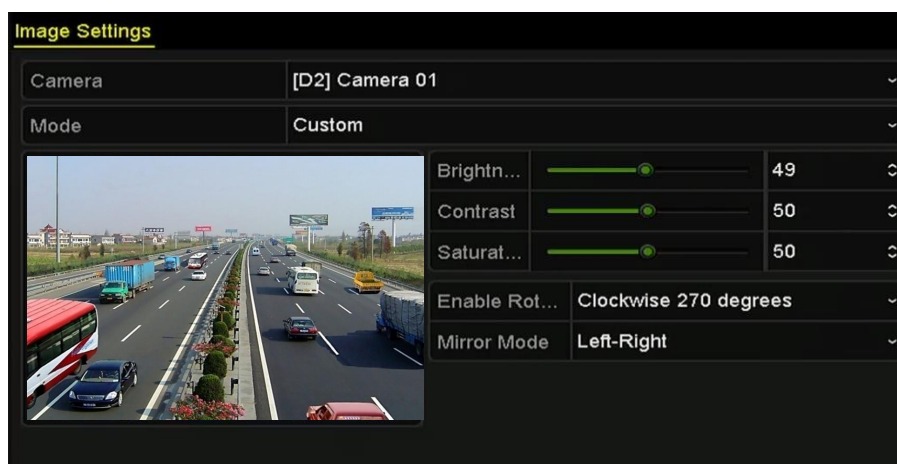 Image Settings
Camera [D2] Camera 01
Mode Custom
Brightn... 49
Contrast 50
Saturat... 50
Enable Rot... Clockwise 270 degrees
Mirror Mode Left-Right